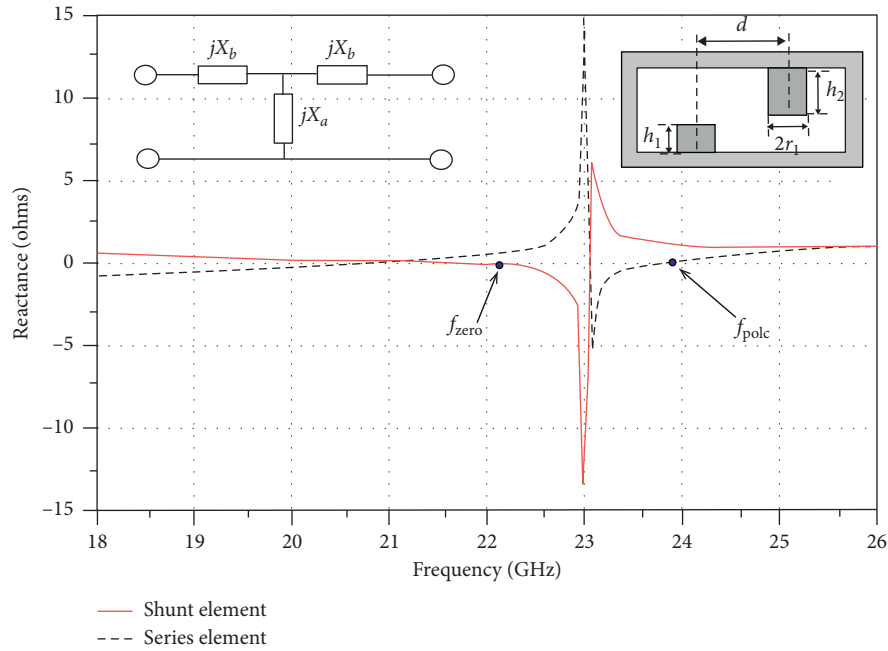 15
10
5
0
−5
−10
−15
Reactance (ohms)
jX_b
jX_b
jX_a
d
h_1
h_2
2r_1
f_zero
f_polc
18
19
20
21
22
23
24
25
26
Frequency (GHz)
Shunt element
Series element